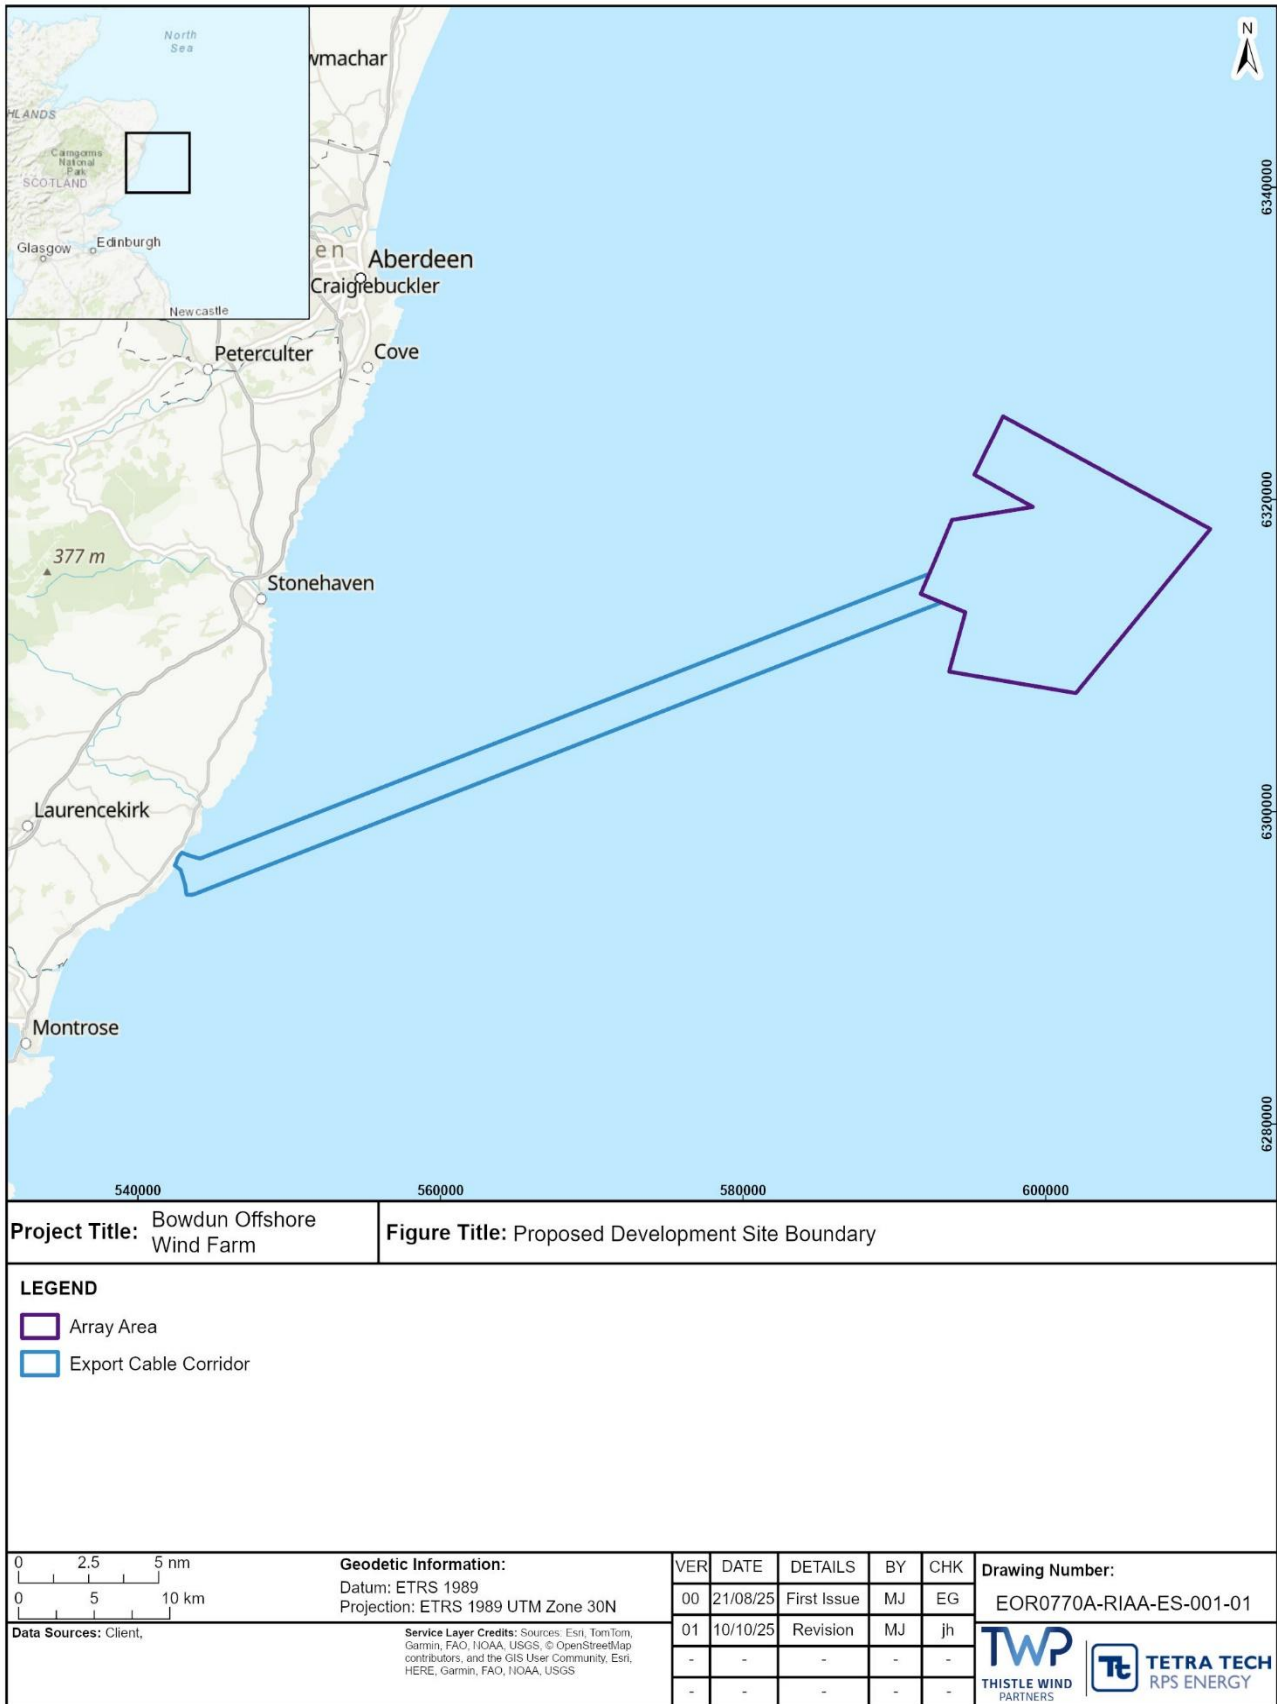 North
Sea
HLANDS
Cairngorms
National
Park
SCOTLAND
Glasgow
Edinburgh
Newcastle
wmachar
en
Aberdeen
Craigiebuckler
Peterculter
Cove
377 m
Stonehaven
Laurencekirk
Montrose
N
6340000
6320000
6300000
6280000
540000
560000
580000
600000
Project Title: Bowdun Offshore
Wind Farm
Figure Title: Proposed Development Site Boundary
LEGEND
Array Area
Export Cable Corridor
0 2.5 5 nm
0 5 10 km
Geodetic Information:
Datum: ETRS 1989
Projection: ETRS 1989 UTM Zone 30N
Data Sources: Client,
Service Layer Credits: Sources: Esri, TomTom,
Garmin, FAO, NOAA, USGS, © OpenStreetMap
contributors, and the GIS User Community, Esri,
HERE, Garmin, FAO, NOAA, USGS
VER DATE DETAILS BY CHK
00 21/08/25 First Issue MJ EG
01 10/10/25 Revision MJ jh
- - - - -
- - - - -
Drawing Number:
EOR0770A-RIAA-ES-001-01
TWP
THISTLE WIND
PARTNERS
Tt
TETRA TECH
RPS ENERGY